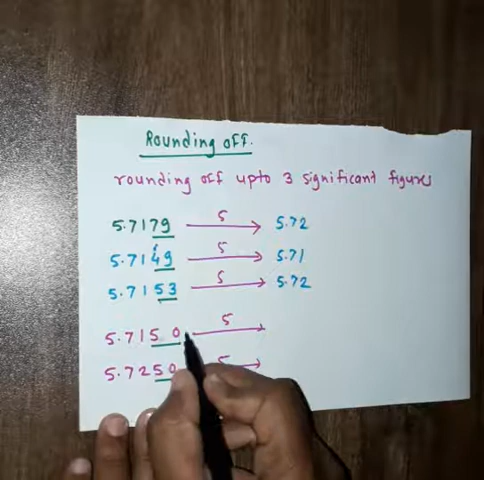 Rounding off.
rounding off upto 3 significant figures
5.7179 5 5.72
5.7149 5 5.71
5.7153 5 5.72
5.7150 5
5.7250 5